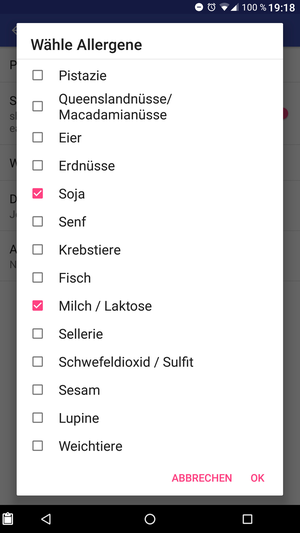 100 % 19:18
Wähle Allergene
Pistazie
Queenslandnüsse/
Macadamianüsse
Eier
Erdnüsse
Soja
Senf
Krebstiere
Fisch
Milch / Laktose
Sellerie
Schwefeldioxid / Sulfit
Sesam
Lupine
Weichtiere
ABBRECHEN OK